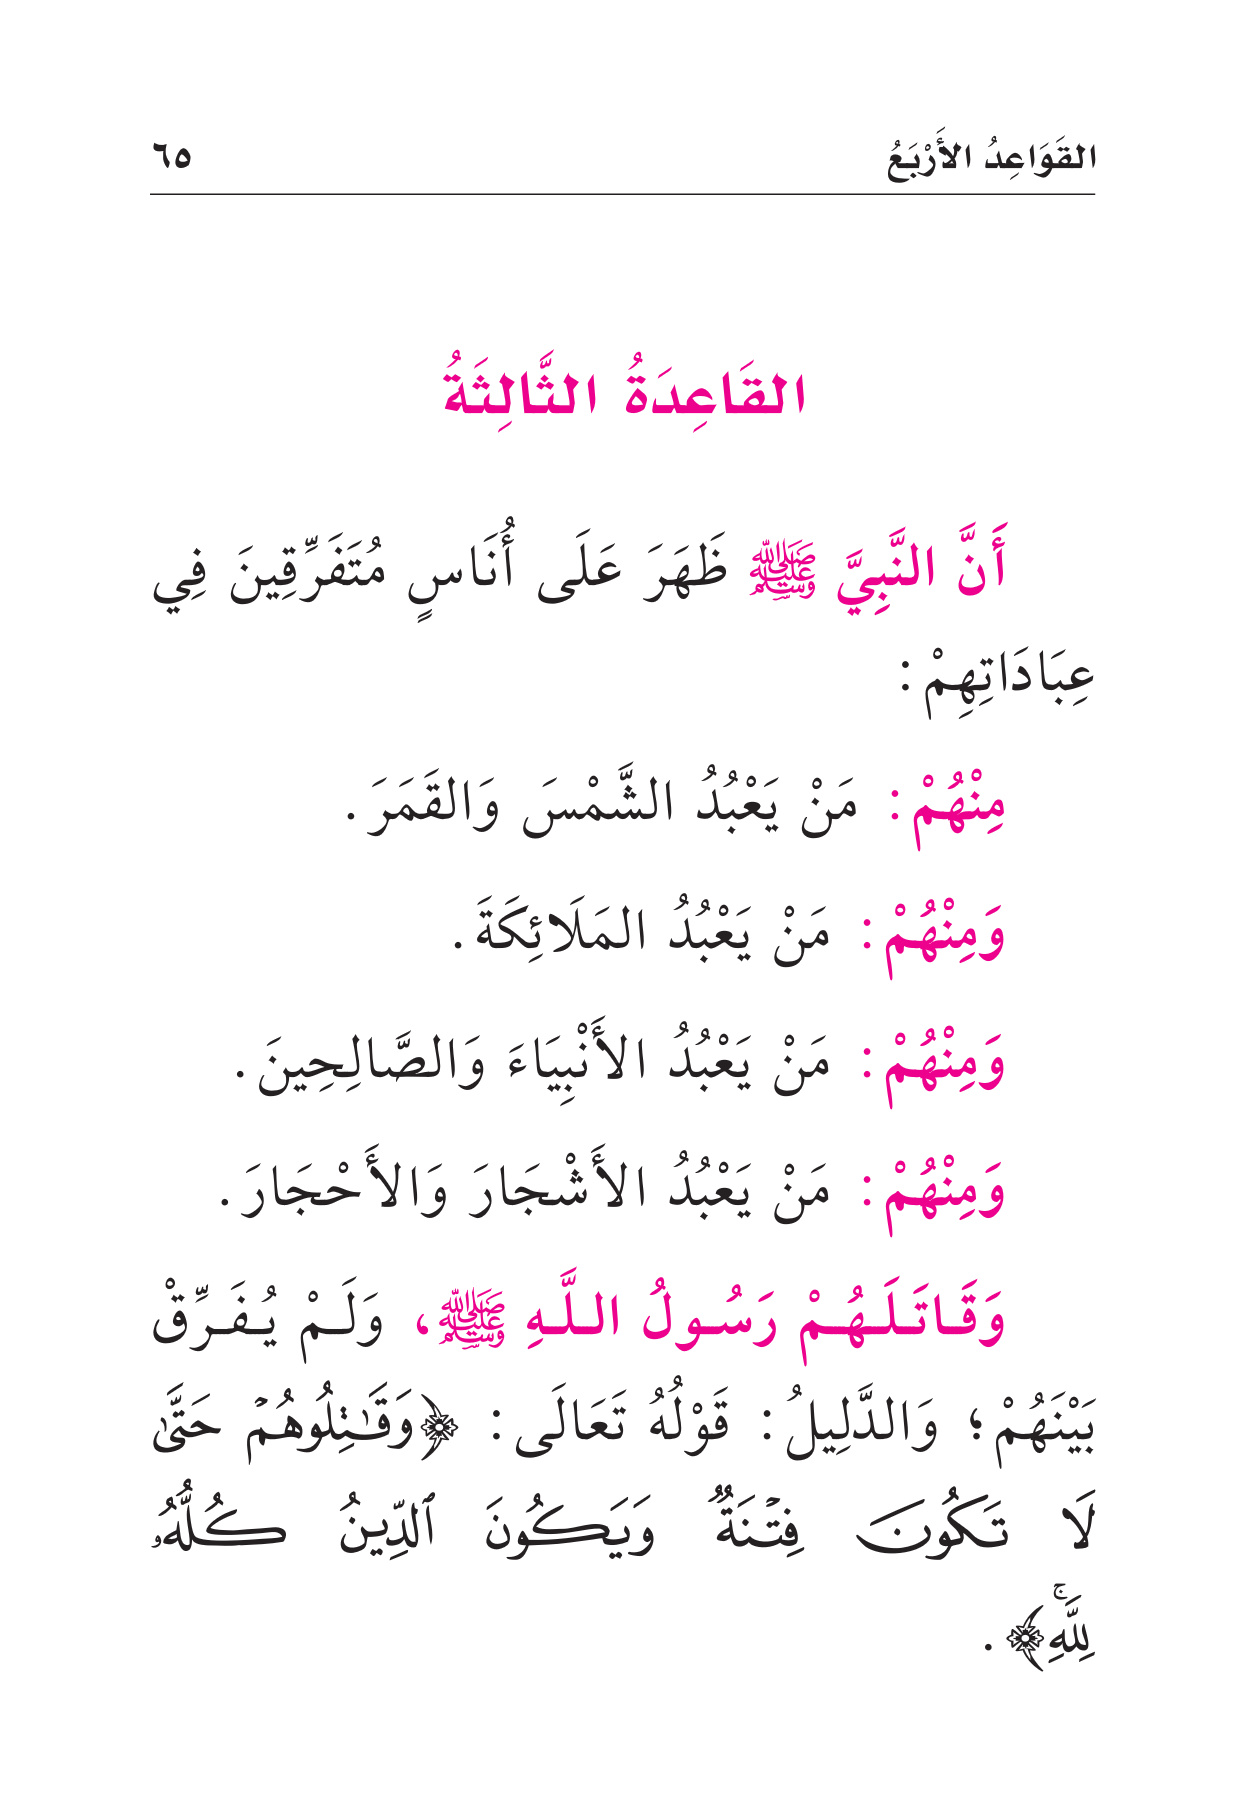 القَوَاعِدُ الأَرْبَعُ ٦٥
القَاعِدَةُ الثَّالِثَةُ
أَنَّ النَّبِيَّ ﷺ ظَهَرَ عَلَى أُنَاسٍ مُتَفَرِّقِينَ فِي
عِبَادَاتِهِمْ:
مِنْهُمْ: مَنْ يَعْبُدُ الشَّمْسَ وَالقَمَرَ.
وَمِنْهُمْ: مَنْ يَعْبُدُ المَلَائِكَةَ.
وَمِنْهُمْ: مَنْ يَعْبُدُ الأَنْبِيَاءَ وَالصَّالِحِينَ.
وَمِنْهُمْ: مَنْ يَعْبُدُ الأَشْجَارَ وَالأَحْجَارَ.
وَقَاتَلَهُمْ رَسُولُ اللَّهِ ﷺ، وَلَمْ يُفَرِّقْ
بَيْنَهُمْ؛ وَالدَّلِيلُ: قَوْلُهُ تَعَالَى: ﴿وَقَٰتِلُوهُمۡ حَتَّىٰ
لَا تَكُونَ فِتۡنَةٞ وَيَكُونَ ٱلدِّينُ كُلُّهُۥ
لِلَّهِۚ﴾.